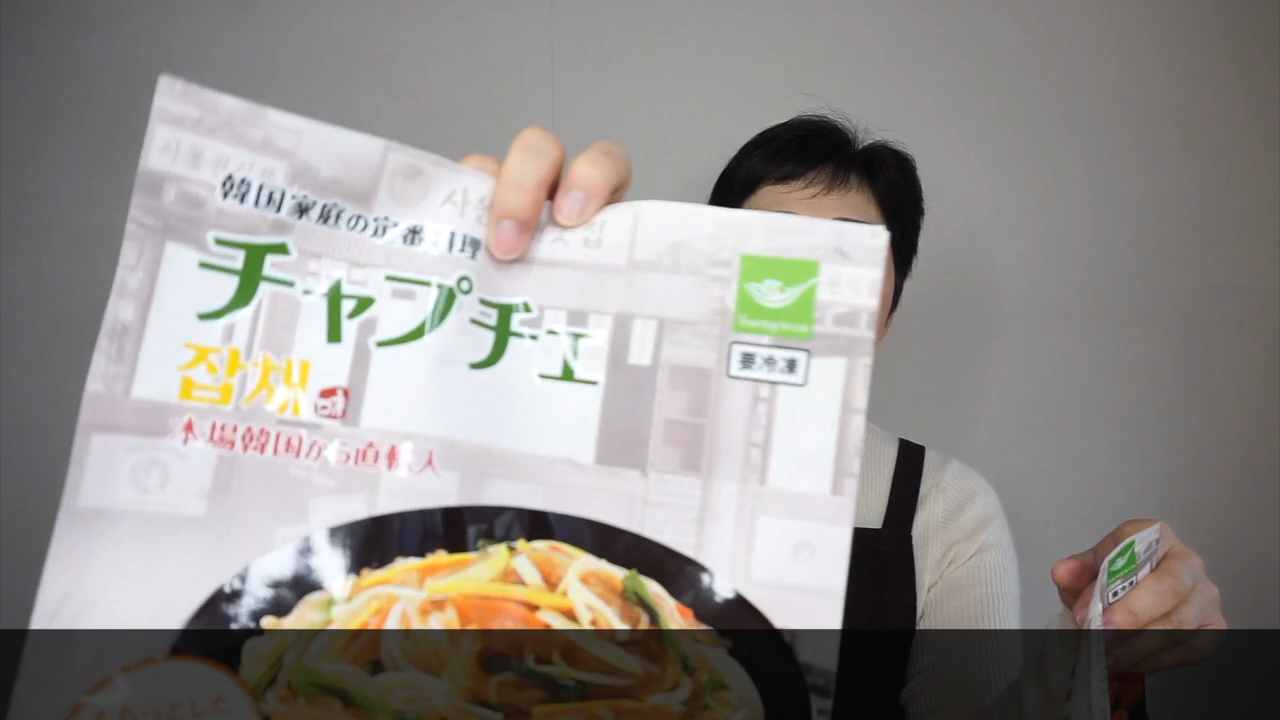 韓国家庭の定番料理
チャプチェ
잡채
本場韓国から直輸入
要冷凍